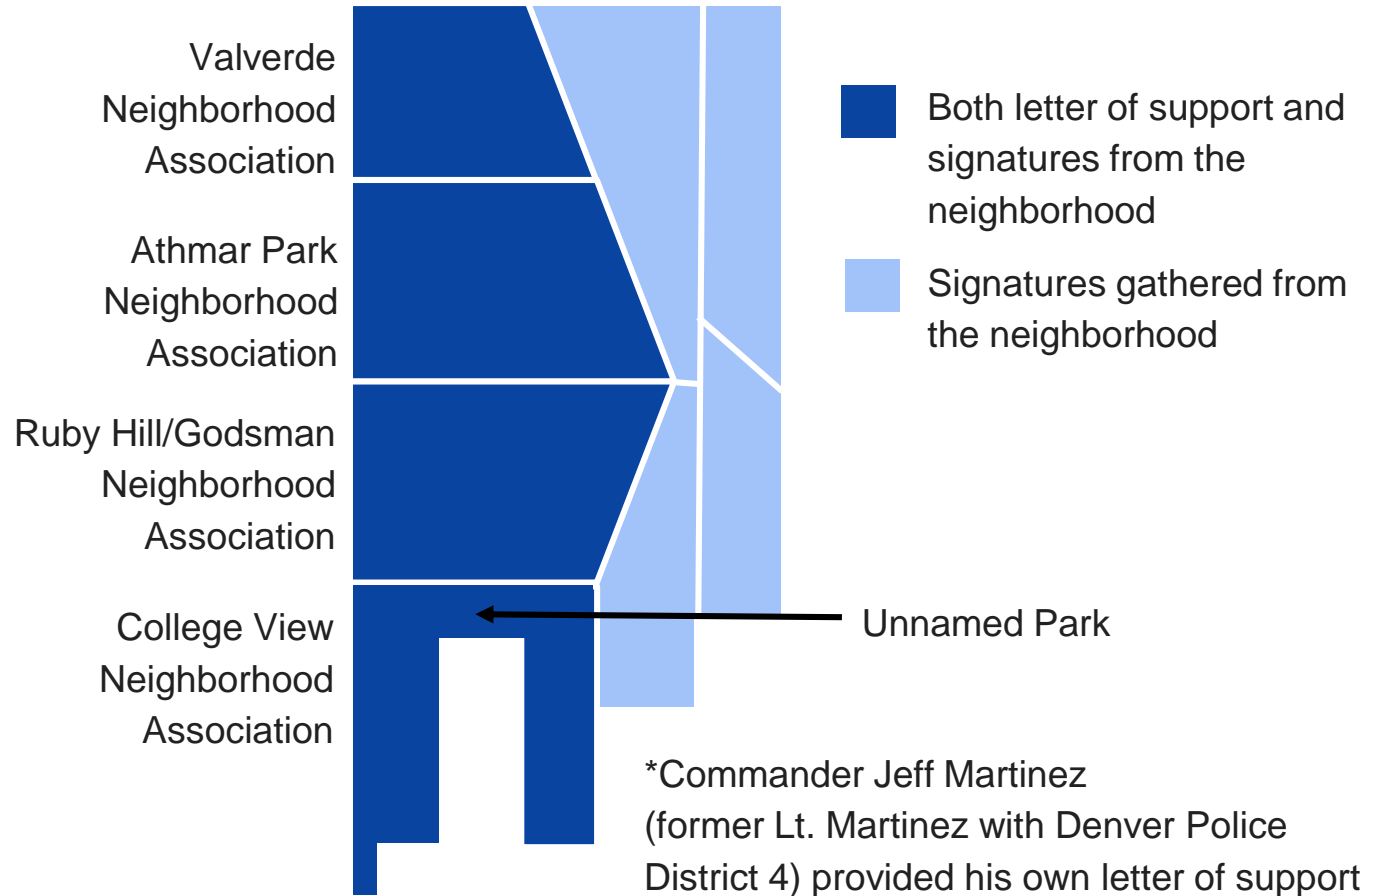 Valverde
Neighborhood
Association
Athmar Park
Neighborhood
Association
Ruby Hill/Godsman
Neighborhood
Association
College View
Neighborhood
Association
Both letter of support and
signatures from the
neighborhood
Signatures gathered from
the neighborhood
Unnamed Park
*Commander Jeff Martinez
(former Lt. Martinez with Denver Police
District 4) provided his own letter of support